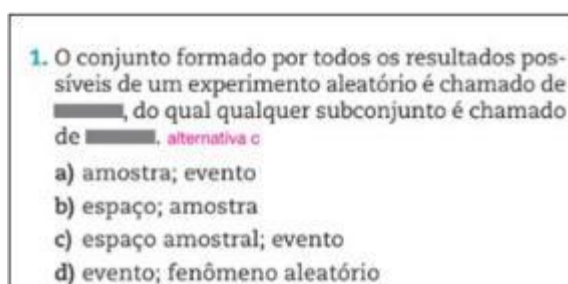 1. O conjunto formado por todos os resultados pos-
síveis de um experimento aleatório é chamado de
, do qual qualquer subconjunto é chamado
de . alternativa c
a) amostra; evento
b) espaço; amostra
c) espaço amostral; evento
d) evento; fenômeno aleatório